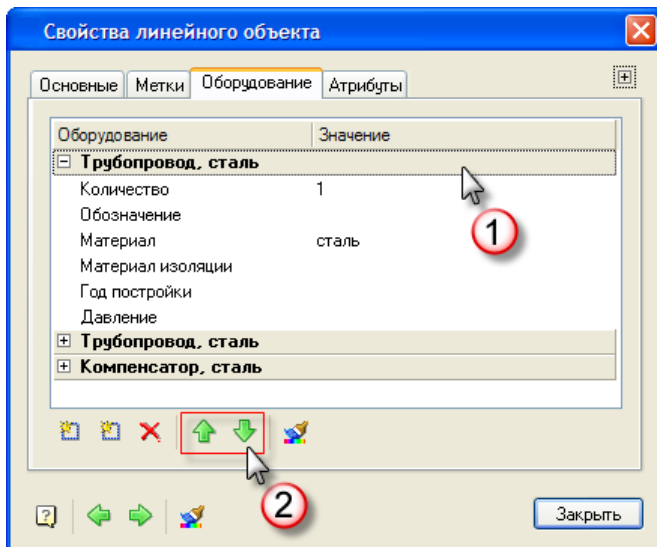 Свойства линейного объекта
Основные Метки Оборудование Атрибуты
Оборудование Значение
Трубопровод, сталь
Количество 1
Обозначение
Материал сталь
Материал изоляции
Год постройки
Давление
Трубопровод, сталь
Компенсатор, сталь
1
2
Закрыть